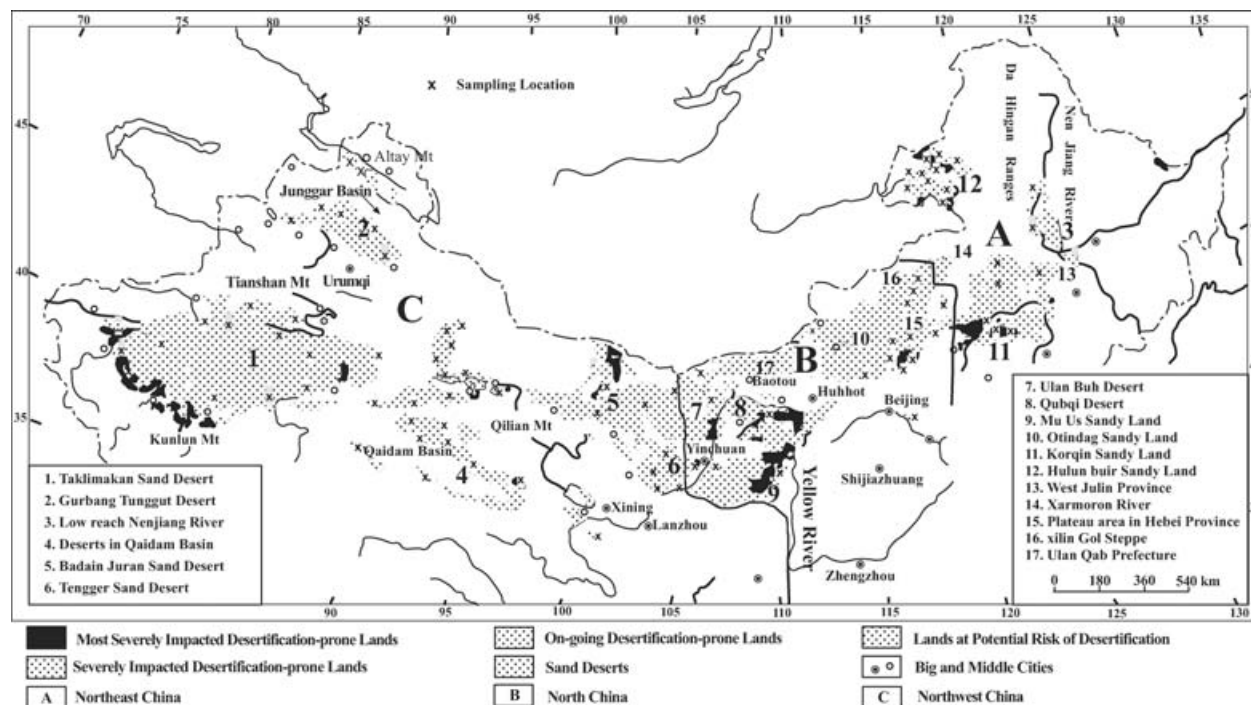 70 75 80 85 90 95 100 105 110 115 120 125 135
x Sampling Location
Da Hingan Ranges
Nen Jiang River
45
Altay Mt
Junggar Basin
12
2
A
3
14
13
40
Tianshan Mt
Urumqi
16
C
15
10
11
1
17
B
Baotou
Huhhot
5
7
8
Beijing
35
Kunlun Mt
Qilian Mt
Qaidam Basin
Yinchuan
6
4
9
Yellow River
Shijiazhuang
Xining
Lanzhou
Zhengzhou
1. Taklimakan Sand Desert
2. Gurbang Tunggut Desert
3. Low reach Nenjiang River
4. Deserts in Qaidam Basin
5. Badain Juran Sand Desert
6. Tengger Sand Desert
7. Ulan Buh Desert
8. Qubqi Desert
9. Mu Us Sandy Land
10. Otindag Sandy Land
11. Korqin Sandy Land
12. Hulun buir Sandy Land
13. West Julin Province
14. Xarmoron River
15. Plateau area in Hebei Province
16. xilin Gol Steppe
17. Ulan Qab Prefecture
0 180 360 540 km
90 95 100 105 110 115 120 125 130
Most Severely Impacted Desertification-prone Lands
On-going Desertification-prone Lands
Lands at Potential Risk of Desertification
Severely Impacted Desertification-prone Lands
Sand Deserts
Big and Middle Cities
A Northeast China
B North China
C Northwest China